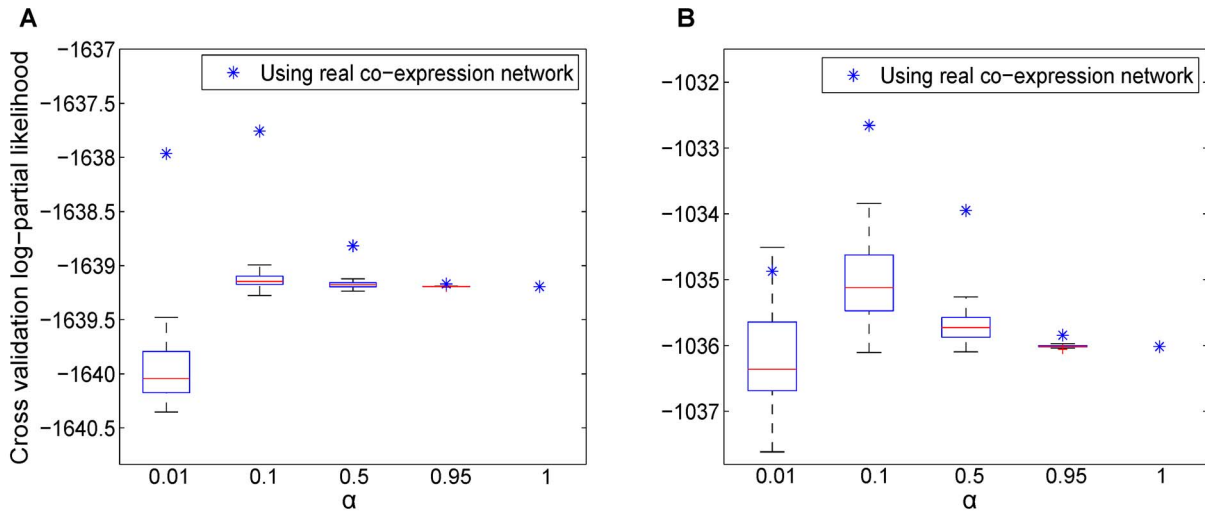 A
Cross validation log−partial likelihood
−1637
−1637.5
−1638
−1638.5
−1639
−1639.5
−1640
−1640.5
✳ Using real co−expression network
0.01 0.1 0.5 0.95 1
α
B
−1032
−1033
−1034
−1035
−1036
−1037
✳ Using real co−expression network
0.01 0.1 0.5 0.95 1
α